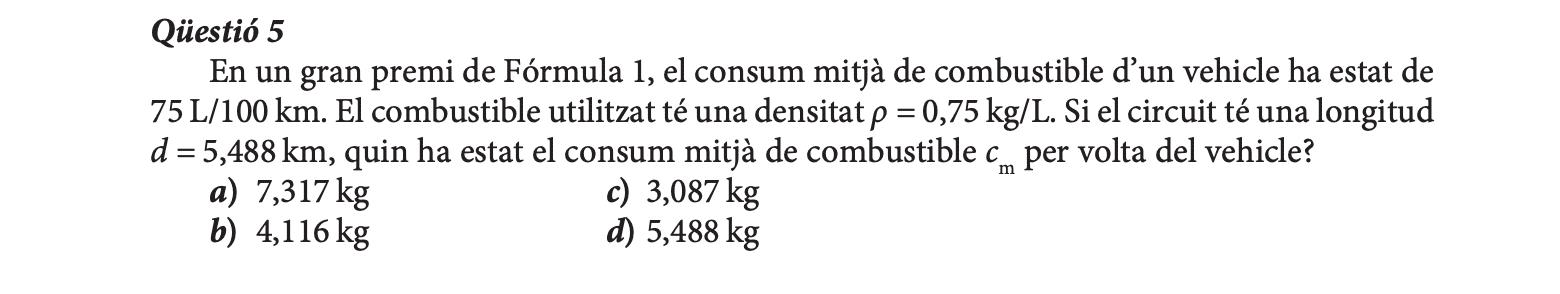 Qüestió 5
En un gran premi de Fórmula 1, el consum mitjà de combustible d’un vehicle ha estat de
75 L/100 km. El combustible utilitzat té una densitat ρ = 0,75 kg/L. Si el circuit té una longitud
d = 5,488 km, quin ha estat el consum mitjà de combustible cm per volta del vehicle?
a) 7,317 kg c) 3,087 kg
b) 4,116 kg d) 5,488 kg